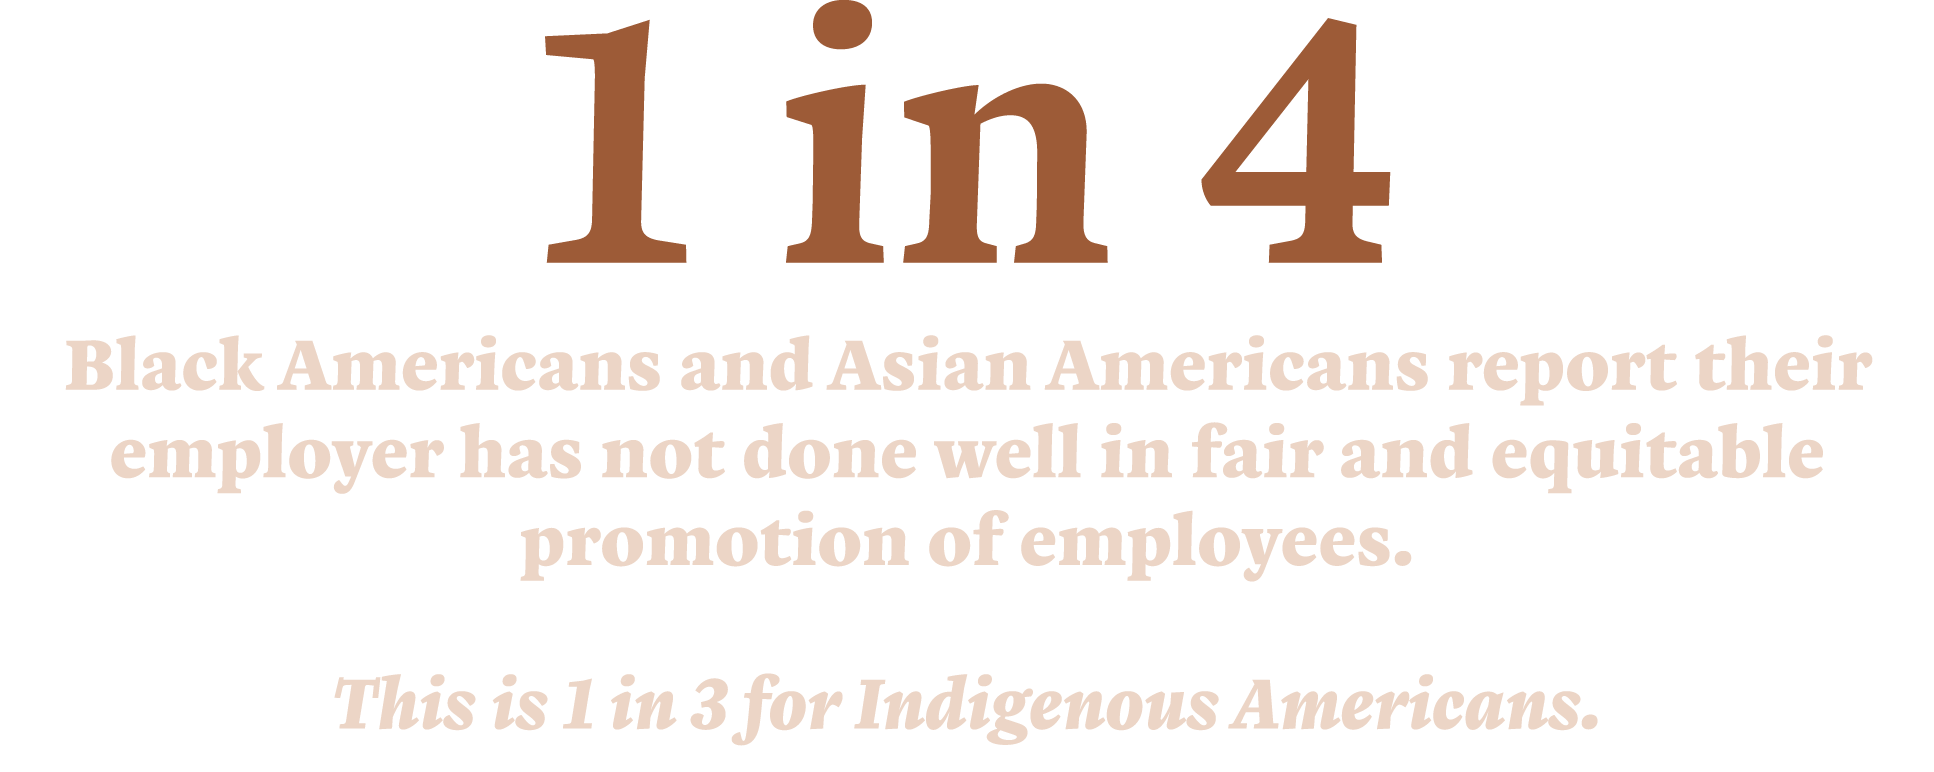 1 in 4
Black Americans and Asian Americans report their
employer has not done well in fair and equitable
promotion of employees.
This is 1 in 3 for Indigenous Americans.